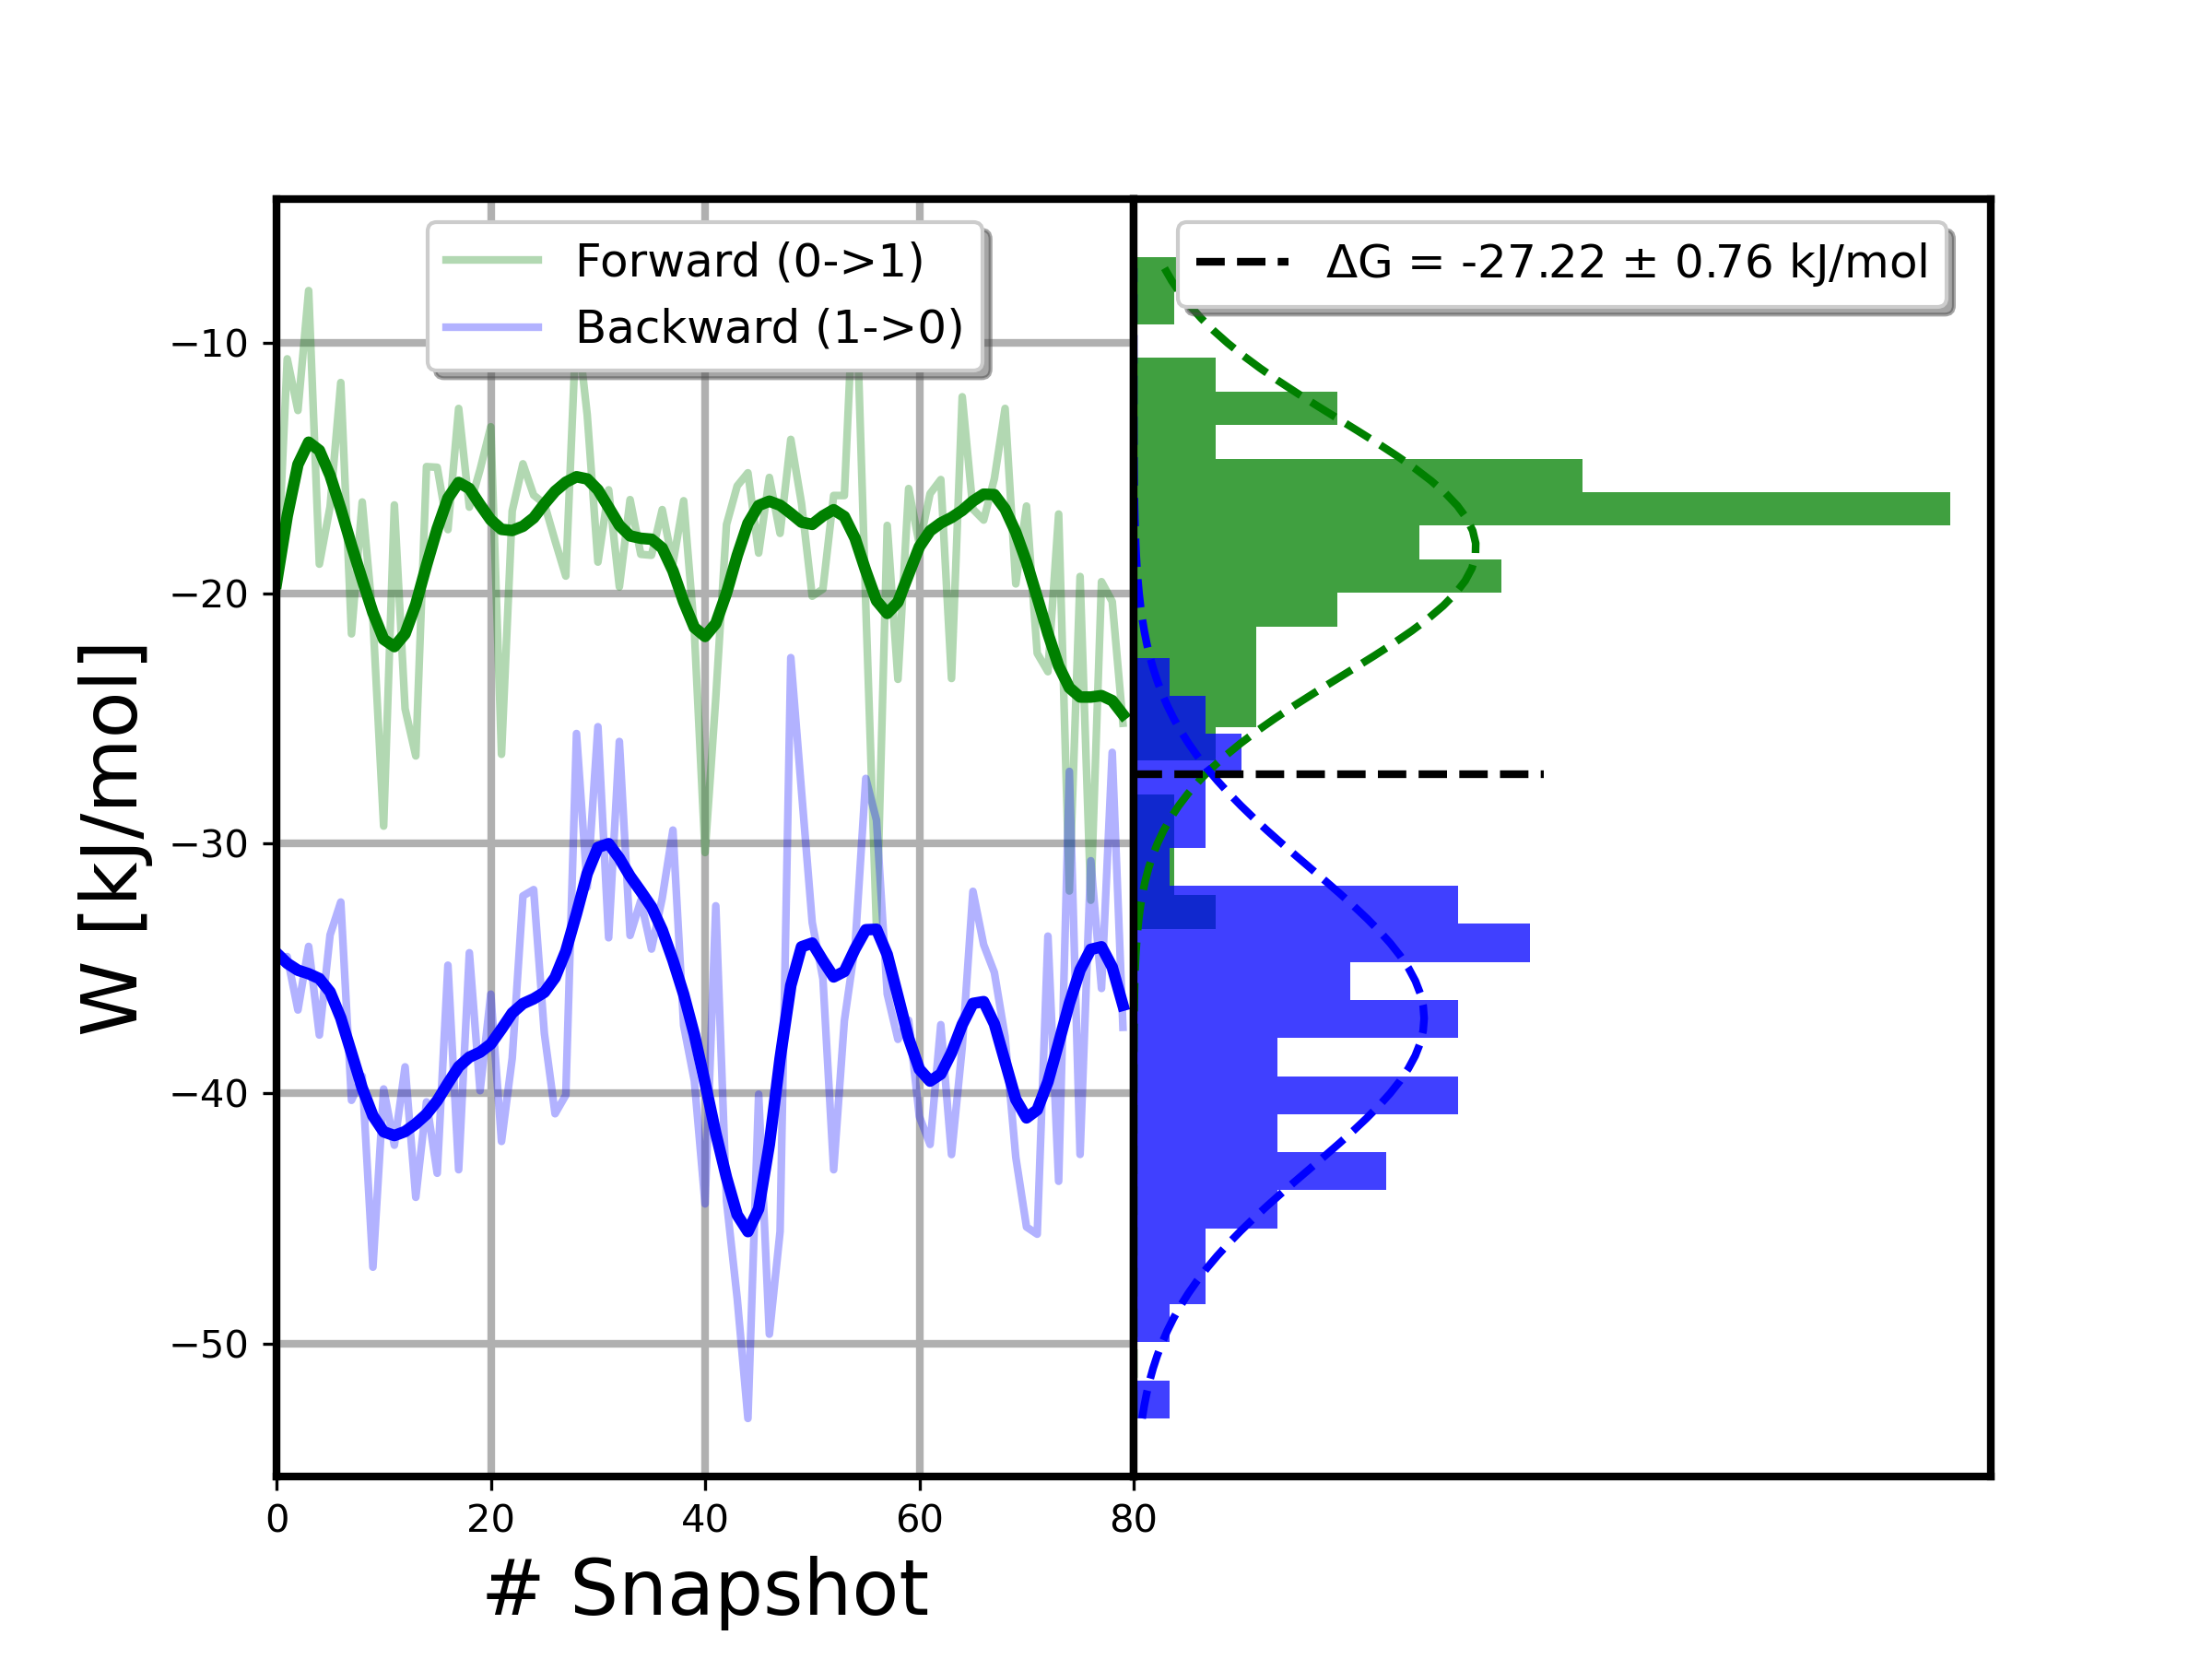 Forward (0->1)
Backward (1->0)
ΔG = -27.22 ± 0.76 kJ/mol
W [kJ/mol]
−10
−20
−30
−40
−50
0 20 40 60 80
# Snapshot